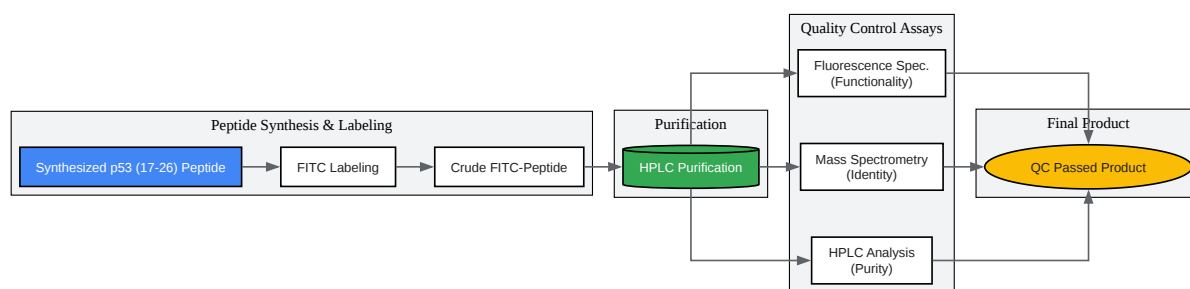 Peptide Synthesis & Labeling
Synthesized p53 (17-26) Peptide
FITC Labeling
Crude FITC-Peptide
Purification
HPLC Purification
Quality Control Assays
Fluorescence Spec.
(Functionality)
Mass Spectrometry
(Identity)
HPLC Analysis
(Purity)
Final Product
QC Passed Product